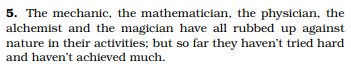 5. The mechanic, the mathematician, the physician, the
alchemist and the magician have all rubbed up against
nature in their activities; but so far they haven’t tried hard
and haven’t achieved much.